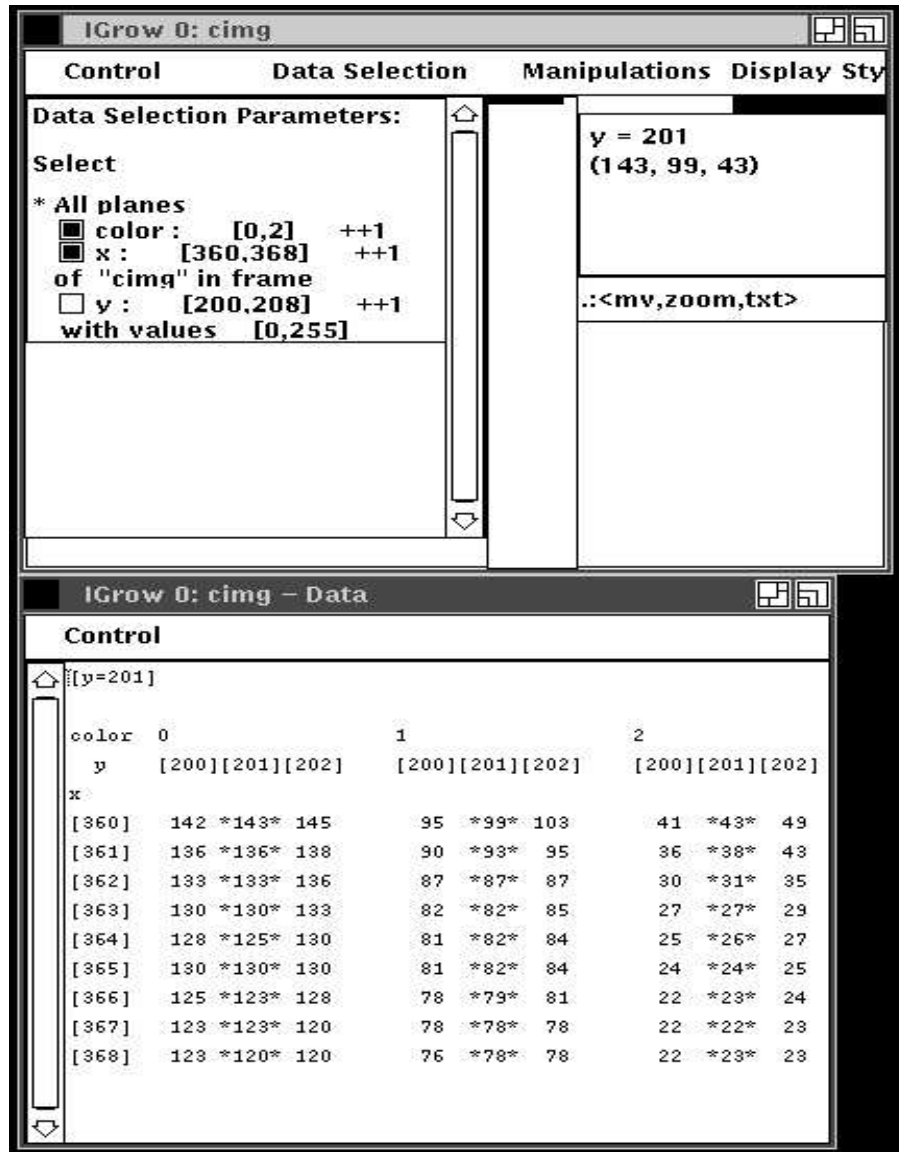 IGrow 0: cimg
Control Data Selection Manipulations Display Sty
Data Selection Parameters:
Select
* All planes
color : [0,2] ++1
x : [360,368] ++1
of "cimg" in frame
y : [200,208] ++1
with values [0,255]
y = 201
(143, 99, 43)
.:<mv,zoom,txt>
IGrow 0: cimg – Data
Control
[y=201]
color 0 1 2
y [200][201][202] [200][201][202] [200][201][202]
x
[360] 142 *143* 145 95 *99* 103 41 *43* 49
[361] 136 *136* 138 90 *93* 95 36 *38* 43
[362] 133 *133* 136 87 *87* 87 30 *31* 35
[363] 130 *130* 133 82 *82* 85 27 *27* 29
[364] 128 *125* 130 81 *82* 84 25 *26* 27
[365] 130 *130* 130 81 *82* 84 24 *24* 25
[366] 125 *123* 128 78 *79* 81 22 *23* 24
[367] 123 *123* 120 78 *78* 78 22 *22* 23
[368] 123 *120* 120 76 *78* 78 22 *23* 23